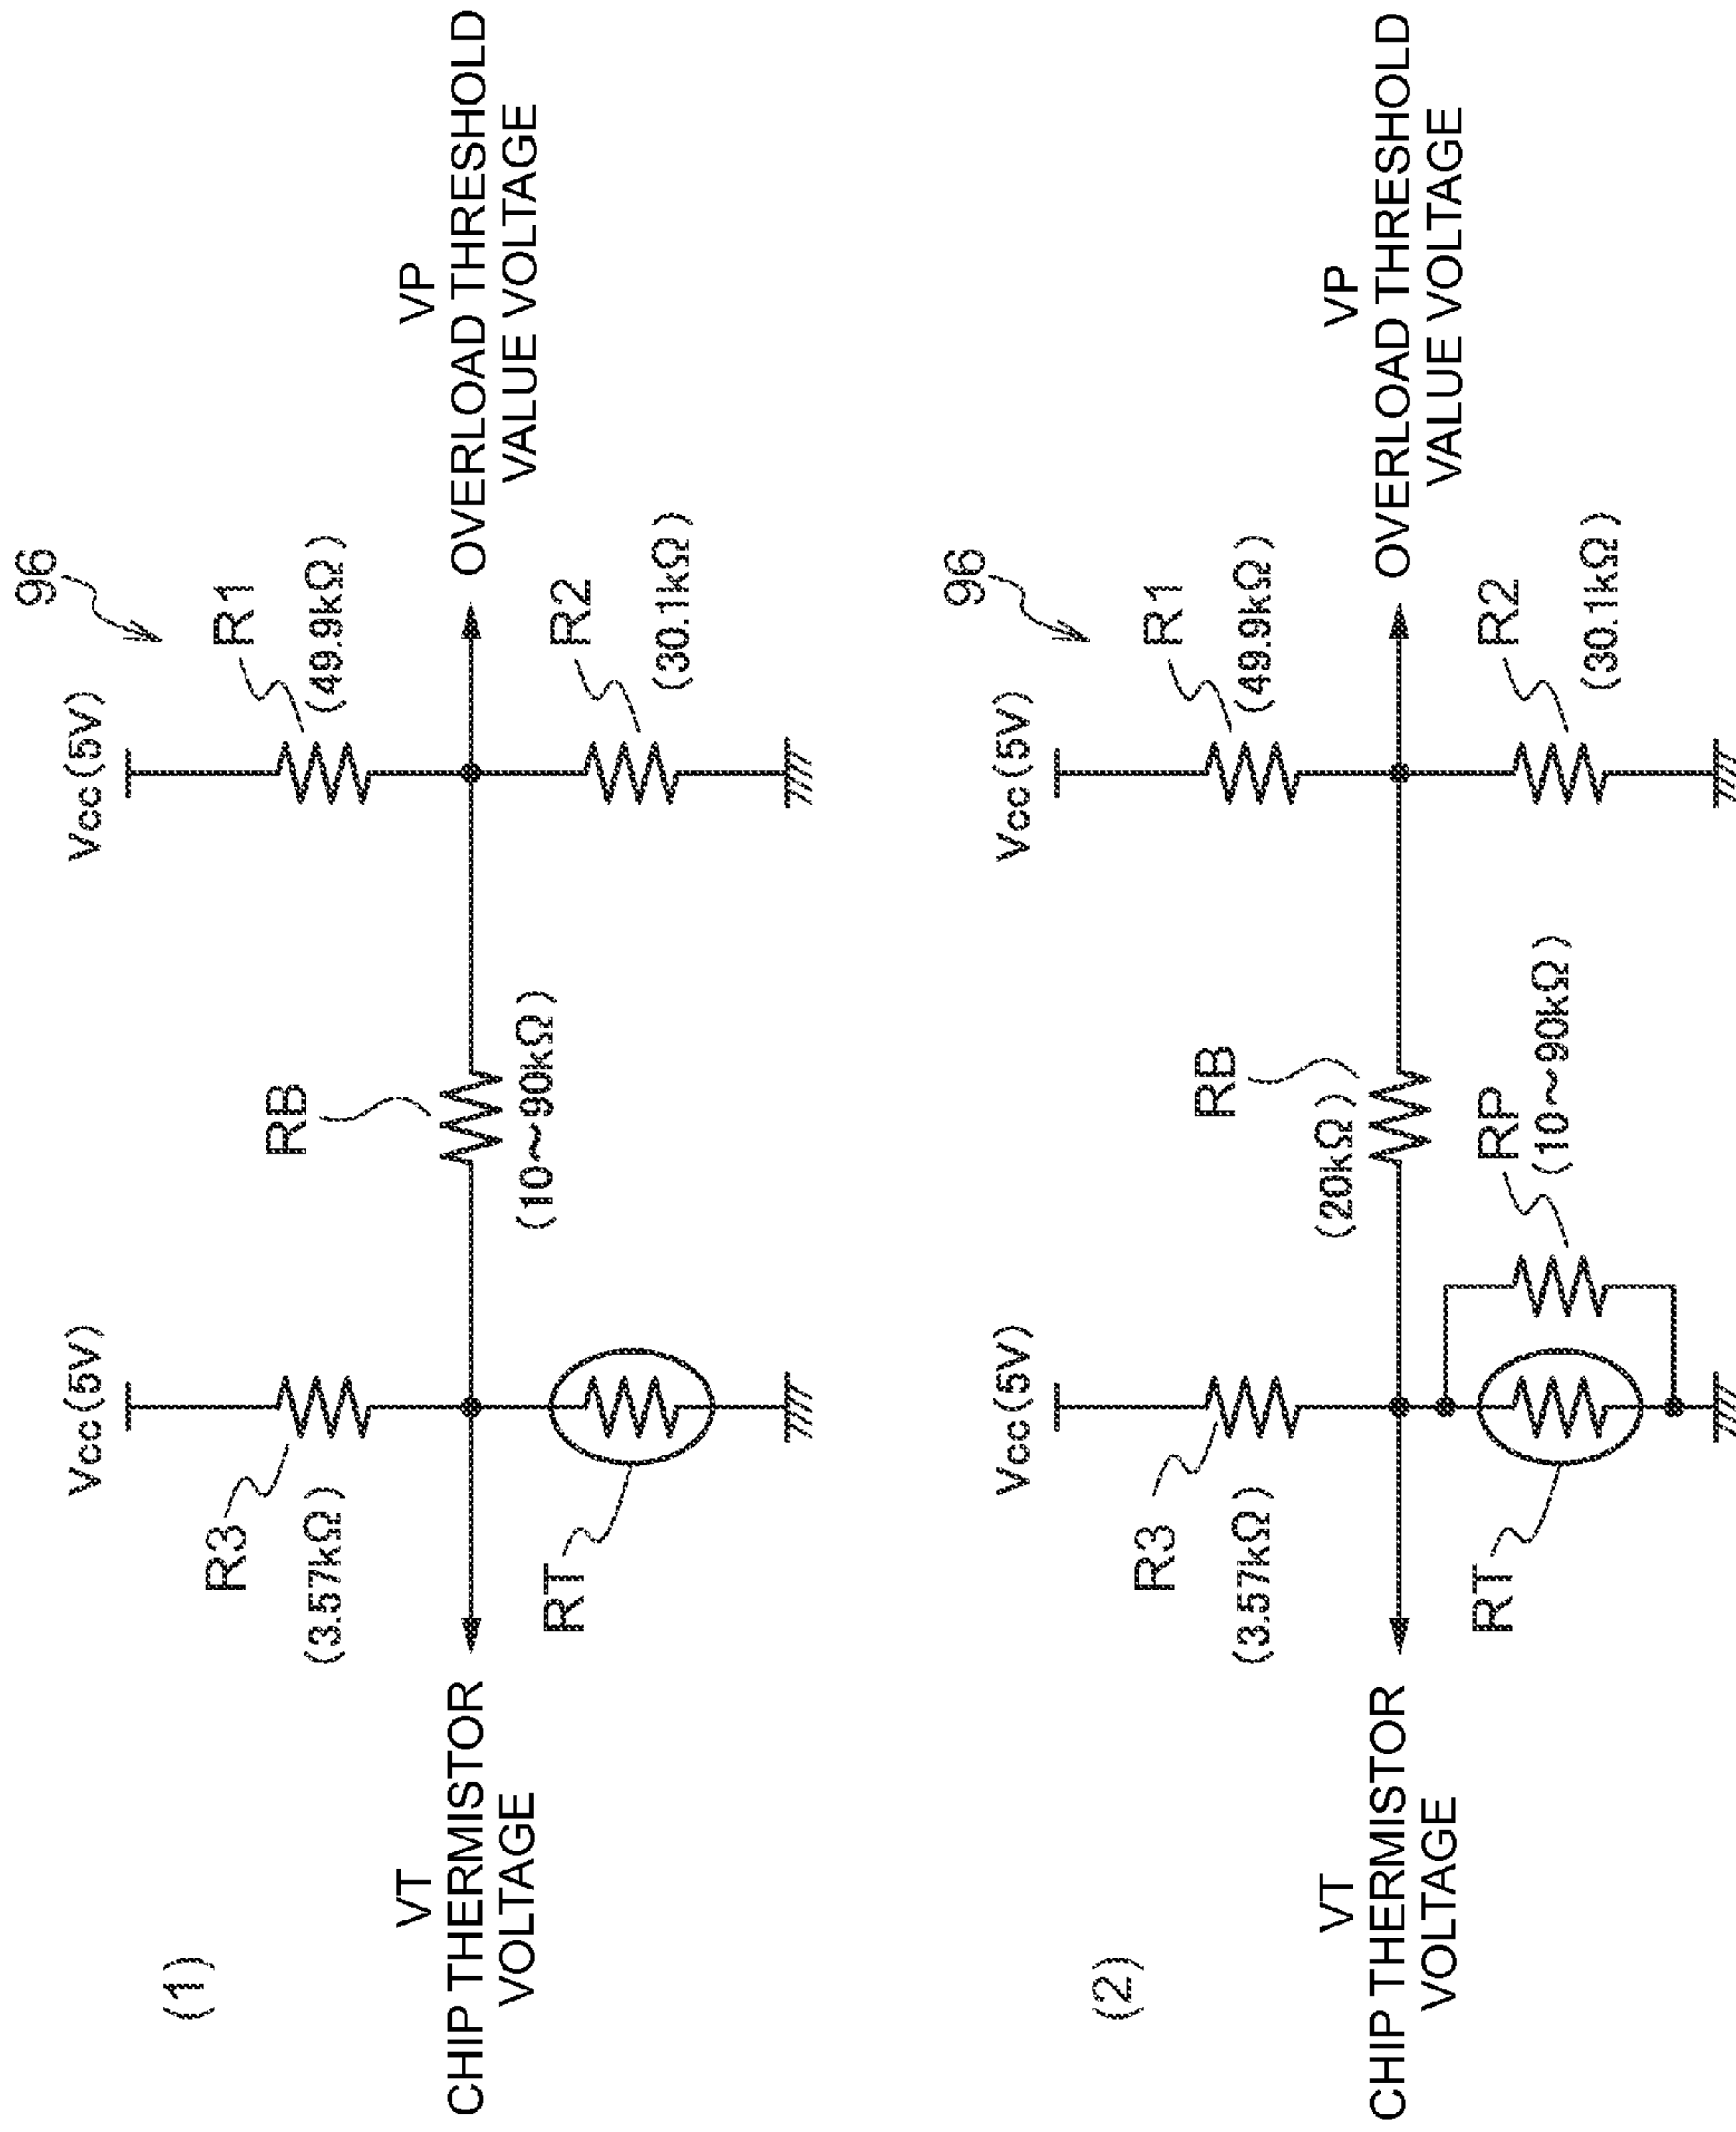 (1)
VT
CHIP THERMISTOR
VOLTAGE
Vcc(5V)
R3
(3.57kΩ)
RT
RB
(10～90kΩ)
Vcc(5V)
96
R1
(49.9kΩ)
R2
(30.1kΩ)
VP
OVERLOAD THRESHOLD
VALUE VOLTAGE
(2)
VT
CHIP THERMISTOR
VOLTAGE
Vcc(5V)
R3
(3.57kΩ)
RT
RB
(20kΩ)
RP
(10～90kΩ)
Vcc(5V)
96
R1
(49.9kΩ)
R2
(30.1kΩ)
VP
OVERLOAD THRESHOLD
VALUE VOLTAGE